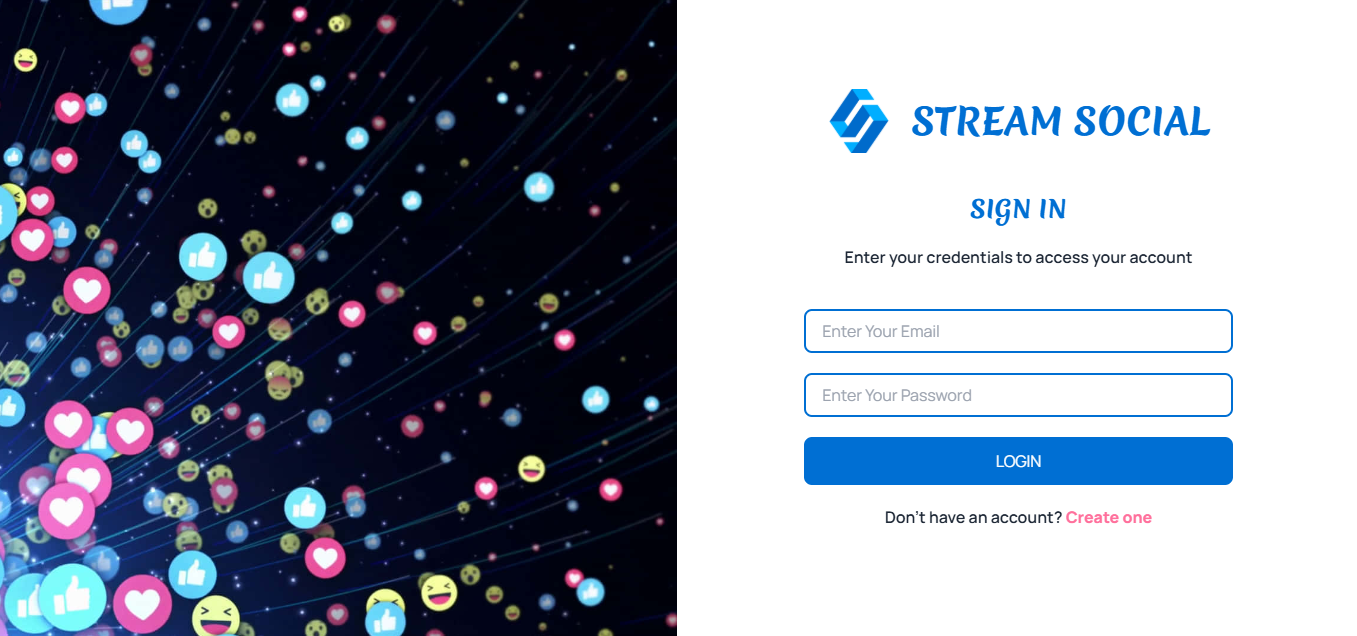 STREAM SOCIAL
SIGN IN
Enter your credentials to access your account
Enter Your Email
Enter Your Password
LOGIN
Don't have an account? Create one